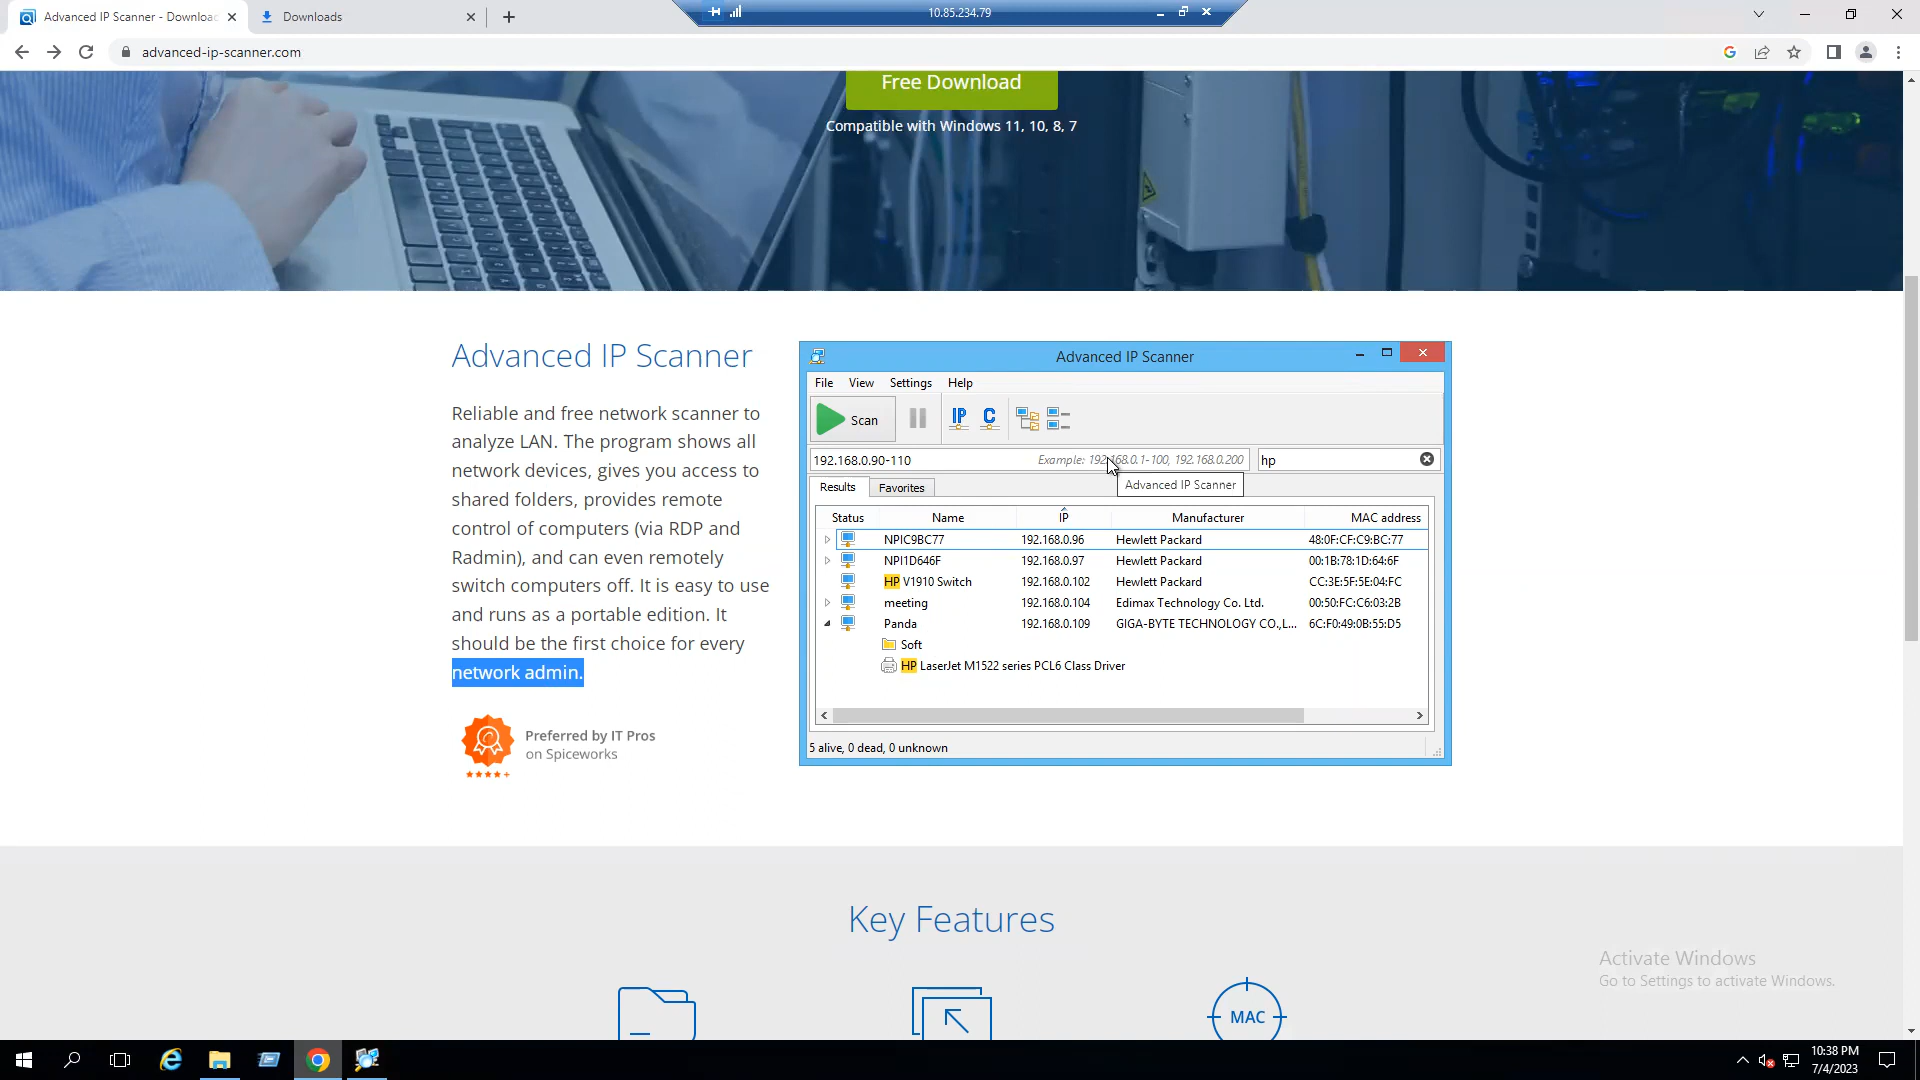 Advanced IP Scanner - Downloac
Downloads
10.85.234.79
advanced-ip-scanner.com
Free Download
Compatible with Windows 11, 10, 8, 7
Advanced IP Scanner
Reliable and free network scanner to
analyze LAN. The program shows all
network devices, gives you access to
shared folders, provides remote
control of computers (via RDP and
Radmin), and can even remotely
switch computers off. It is easy to use
and runs as a portable edition. It
should be the first choice for every
network admin.
Preferred by IT Pros
on Spiceworks
Advanced IP Scanner
File View Settings Help
Scan IP C
192.168.0.90-110 Example: 192.168.0.1-100, 192.168.0.200 hp
Results Favorites
Advanced IP Scanner
Status Name IP Manufacturer MAC address
NPIC9BC77 192.168.0.96 Hewlett Packard 48:0F:CF:C9:BC:77
NPI1D646F 192.168.0.97 Hewlett Packard 00:1B:78:1D:64:6F
HP V1910 Switch 192.168.0.102 Hewlett Packard CC:3E:5F:5E:04:FC
meeting 192.168.0.104 Edimax Technology Co. Ltd. 00:50:FC:C6:03:2B
Panda 192.168.0.109 GIGA-BYTE TECHNOLOGY CO.,L... 6C:F0:49:0B:55:D5
Soft
HP LaserJet M1522 series PCL6 Class Driver
5 alive, 0 dead, 0 unknown
Key Features
MAC
Activate Windows
Go to Settings to activate Windows.
10:38 PM
7/4/2023